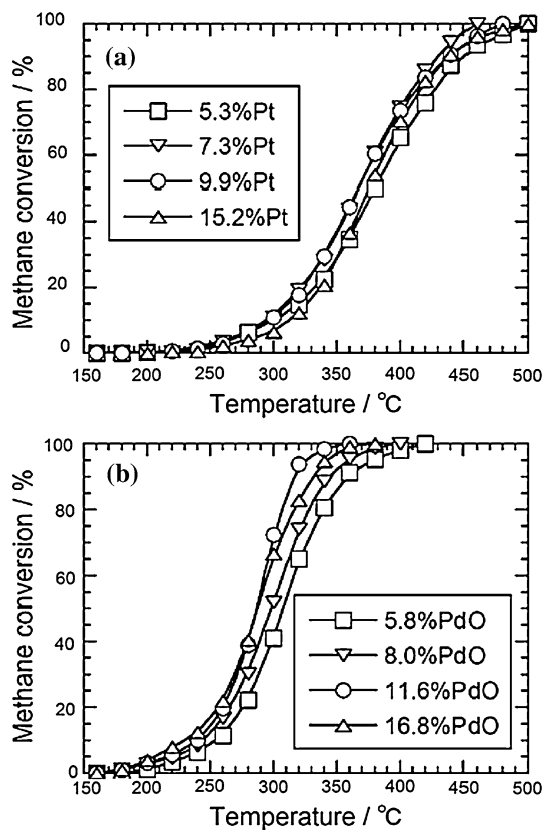 (a)
Methane conversion / %
100
80
60
40
20
0
5.3%Pt
7.3%Pt
9.9%Pt
15.2%Pt
150 200 250 300 350 400 450 500
Temperature / °C
(b)
Methane conversion / %
100
80
60
40
20
0
5.8%PdO
8.0%PdO
11.6%PdO
16.8%PdO
150 200 250 300 350 400 450 500
Temperature / °C